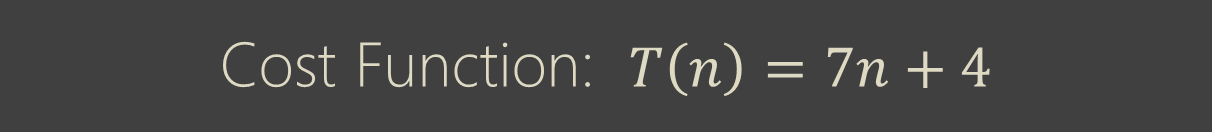 Cost Function: T(n) = 7n + 4